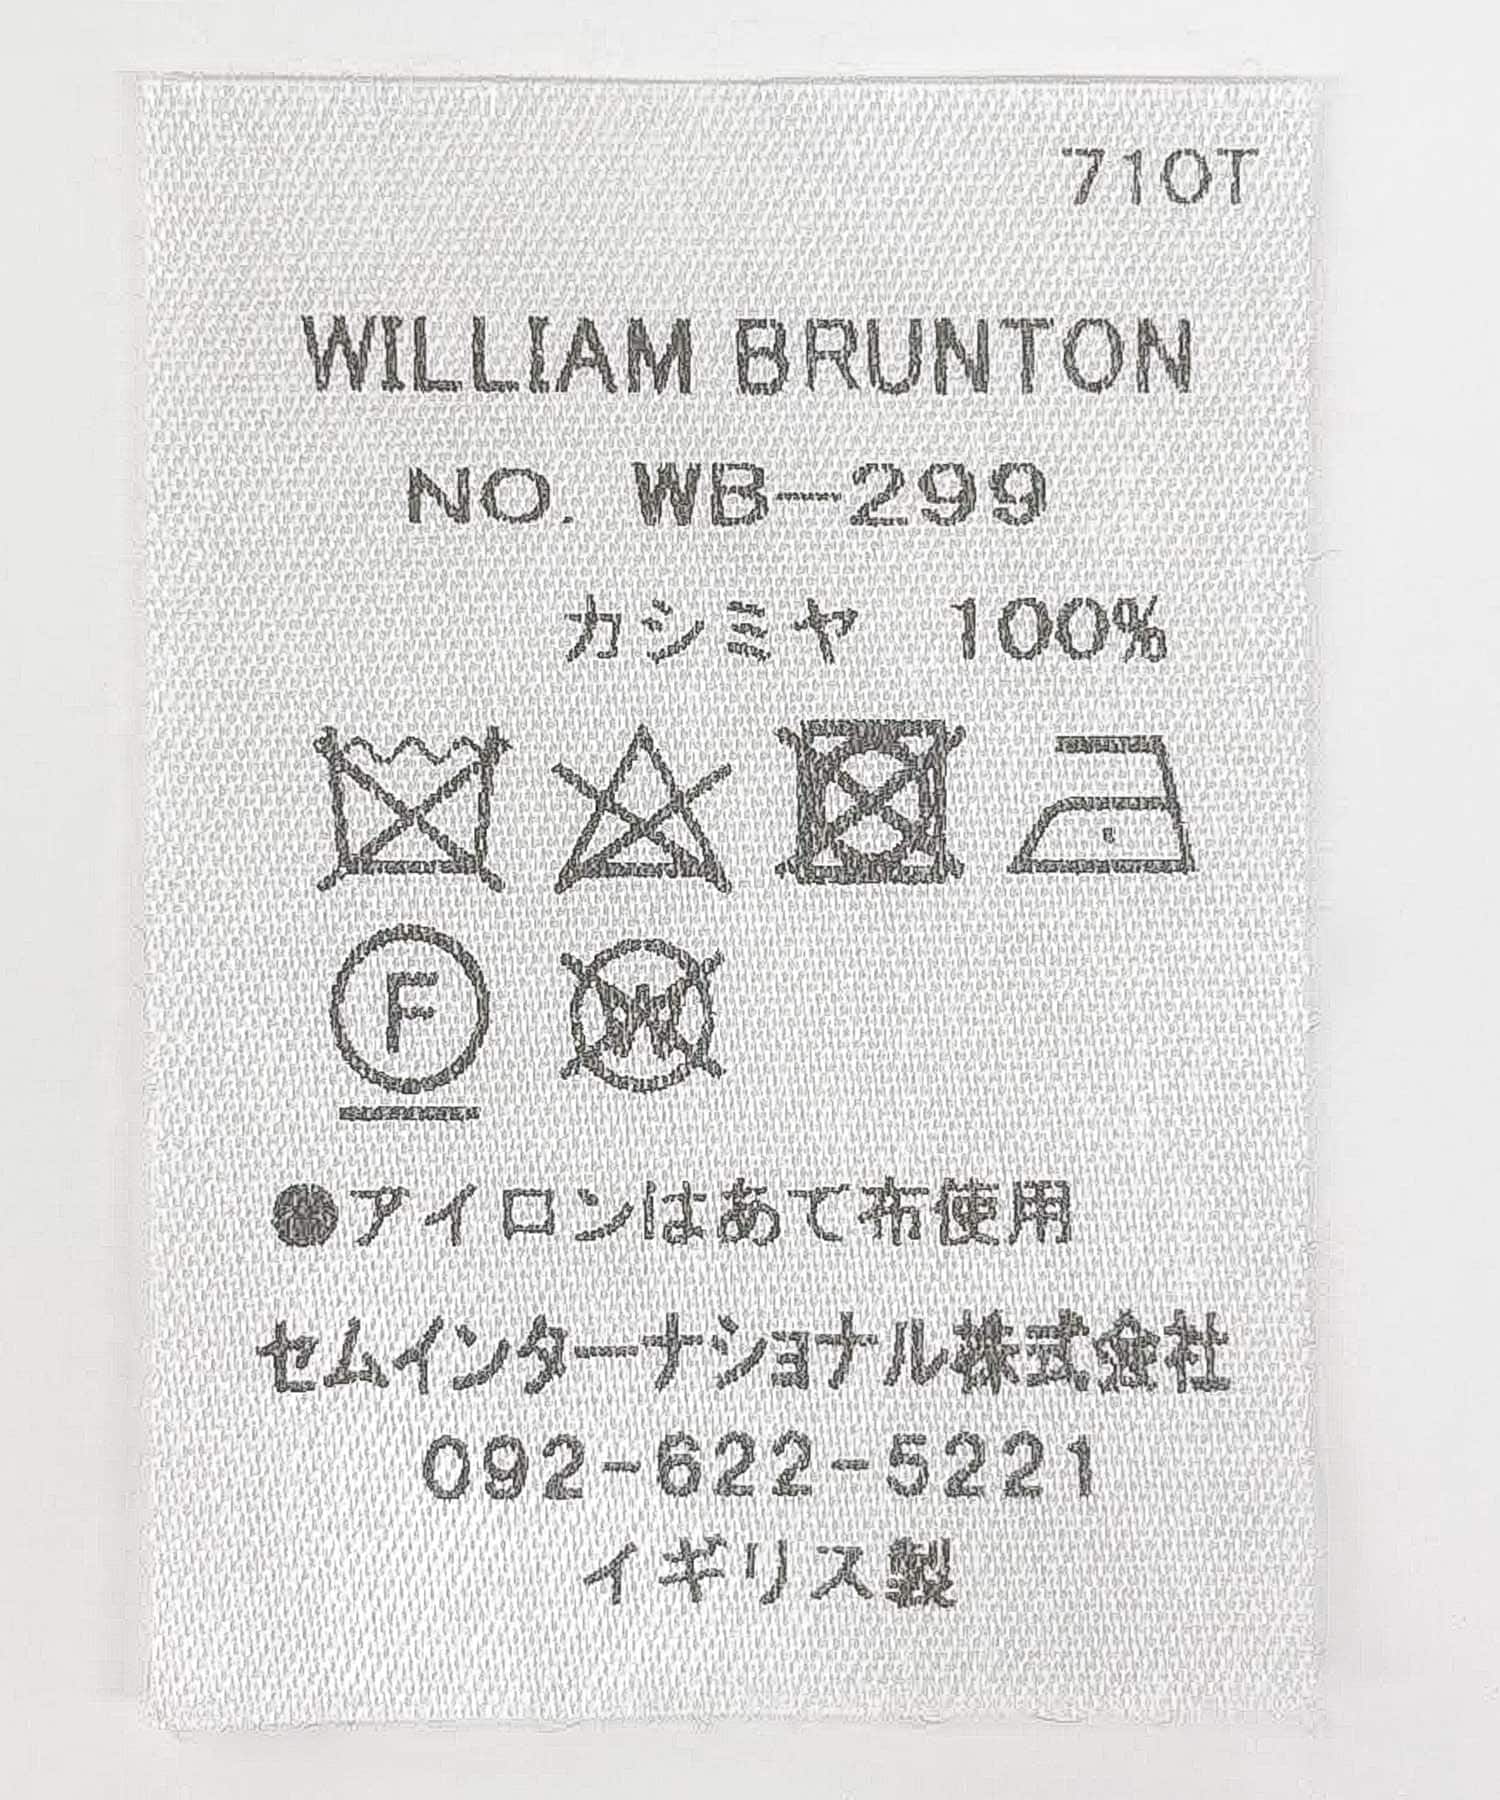 710T
WILLIAM BRUNTON
NO. WB-299
カシミヤ 100%
F W
●アイロンはあて布使用
セムインターナショナル株式会社
092-622-5221
イギリス製